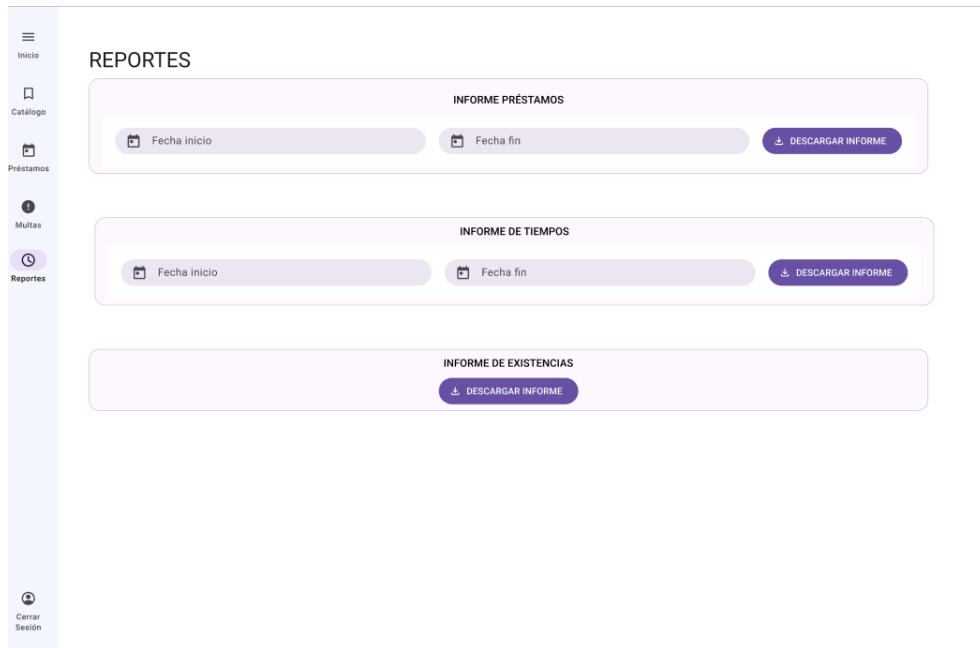 Inicio
Catálogo
Préstamos
Multas
Reportes
Cerrar
Sesión
REPORTES
INFORME PRÉSTAMOS
Fecha inicio
Fecha fin
DESCARGAR INFORME
INFORME DE TIEMPOS
Fecha inicio
Fecha fin
DESCARGAR INFORME
INFORME DE EXISTENCIAS
DESCARGAR INFORME